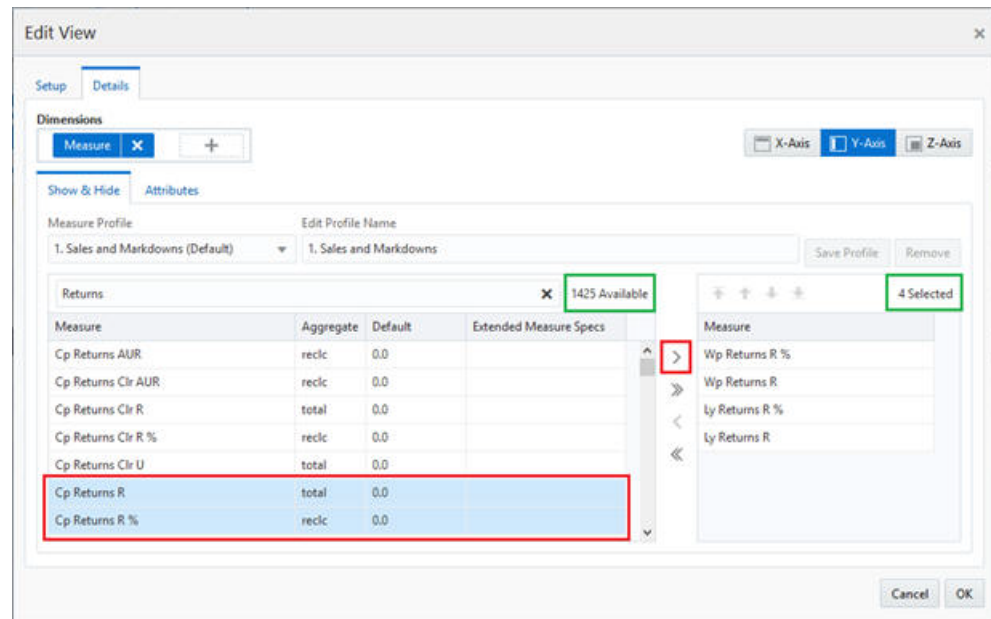 Edit View
Setup Details
Dimensions
Measure
X-Axis Y-Axis Z-Axis
Show & Hide Attributes
Measure Profile Edit Profile Name
1. Sales and Markdowns (Default) 1. Sales and Markdowns Save Profile Remove
Returns 1425 Available 4 Selected
Measure Aggregate Default Extended Measure Specs Measure
Cp Returns AUR reclc 0.0 Wp Returns R %
Cp Returns Clr AUR reclc 0.0 Wp Returns R
Cp Returns Clr R total 0.0 Ly Returns R %
Cp Returns Clr R % reclc 0.0 Ly Returns R
Cp Returns Clr U total 0.0
Cp Returns R total 0.0
Cp Returns R % reclc 0.0
Cancel OK